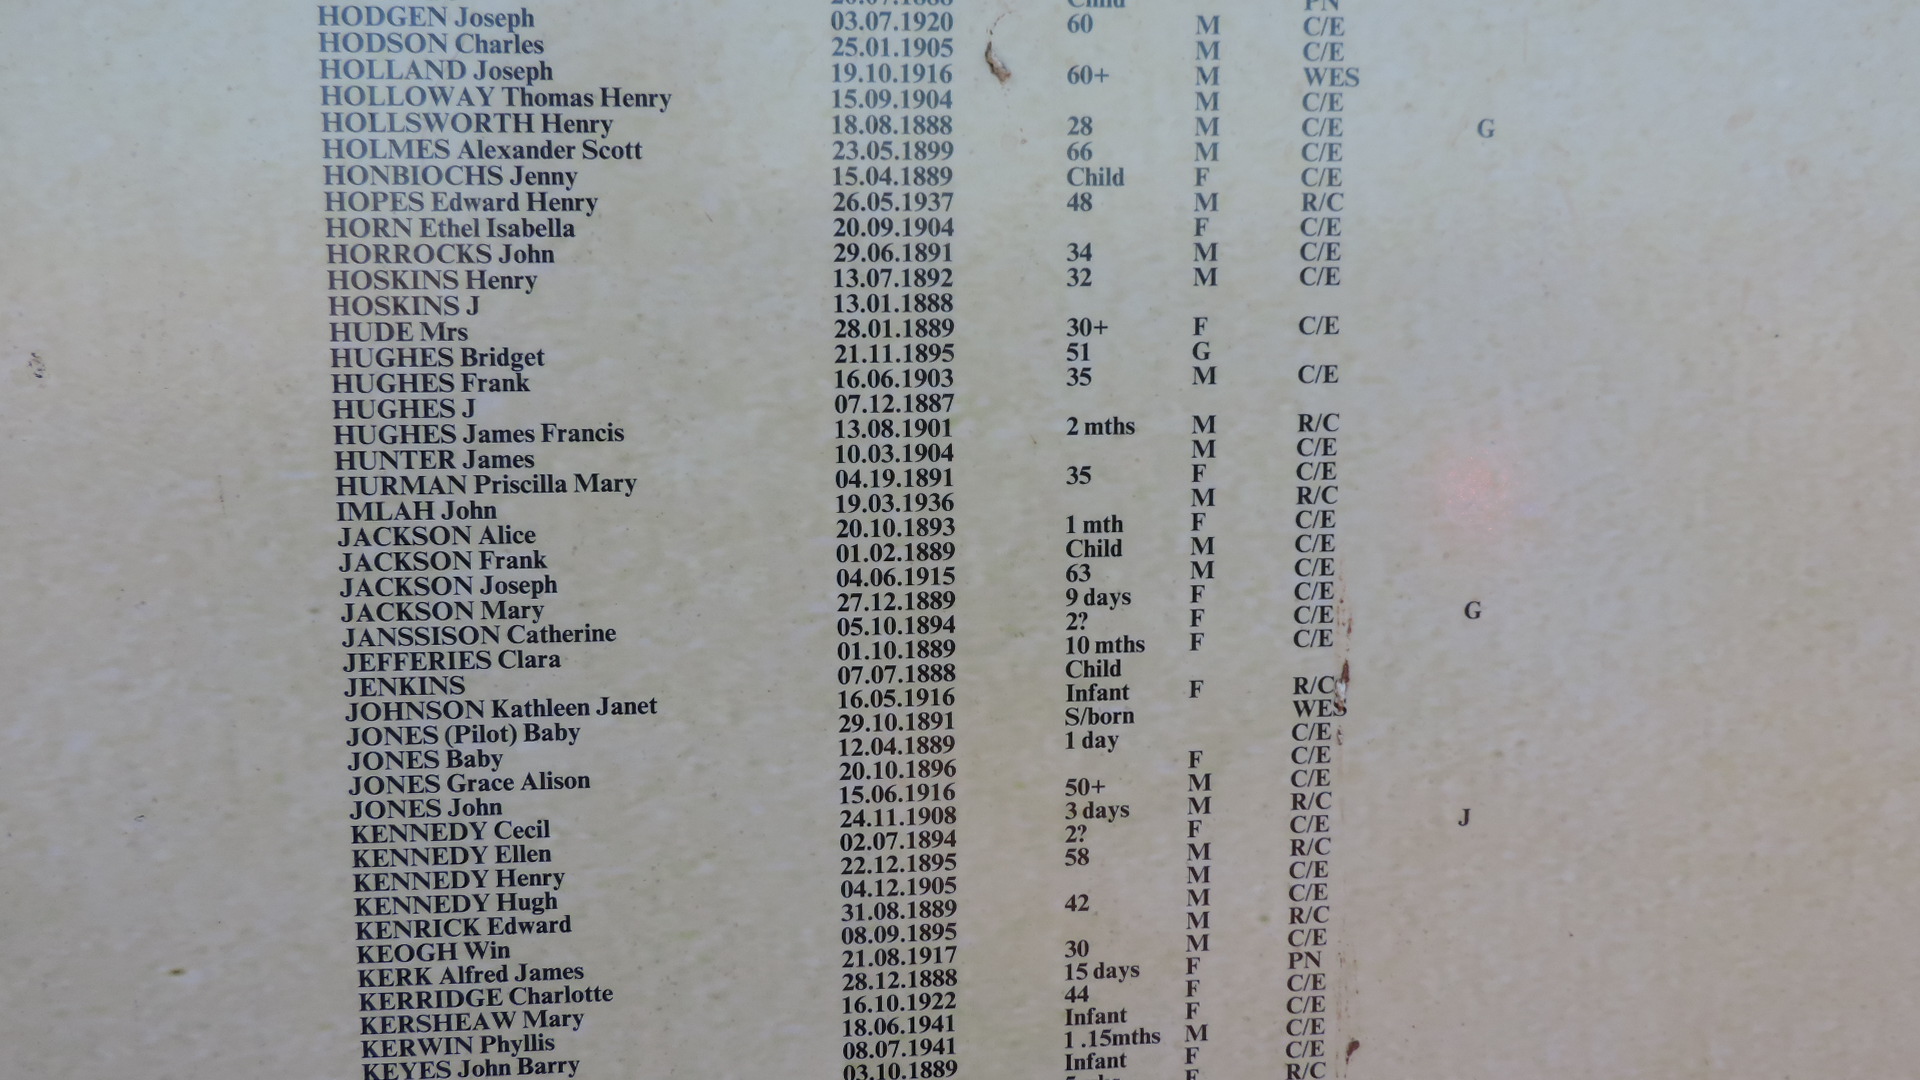 Child PN
HODGEN Joseph 03.07.1920 60 M C/E
HODSON Charles 25.01.1905 M C/E
HOLLAND Joseph 19.10.1916 60+ M WES
HOLLOWAY Thomas Henry 15.09.1904 M C/E
HOLLSWORTH Henry 18.08.1888 28 M C/E G
HOLMES Alexander Scott 23.05.1899 66 M C/E
HONBIOCHS Jenny 15.04.1889 Child F C/E
HOPES Edward Henry 26.05.1937 48 M R/C
HORN Ethel Isabella 20.09.1904 F C/E
HORROCKS John 29.06.1891 34 M C/E
HOSKINS Henry 13.07.1892 32 M C/E
HOSKINS J 13.01.1888
HUDE Mrs 28.01.1889 30+ F C/E
HUGHES Bridget 21.11.1895 51 G
HUGHES Frank 16.06.1903 35 M C/E
HUGHES J 07.12.1887
HUGHES James Francis 13.08.1901 2 mths M R/C
HUNTER James 10.03.1904 M C/E
HURMAN Priscilla Mary 04.19.1891 35 F C/E
IMLAH John 19.03.1936 M R/C
JACKSON Alice 20.10.1893 1 mth F C/E
JACKSON Frank 01.02.1889 Child M C/E
JACKSON Joseph 04.06.1915 63 M C/E
JACKSON Mary 27.12.1889 9 days F C/E
JANSSISON Catherine 05.10.1894 2? F C/E G
JEFFERIES Clara 01.10.1889 10 mths F C/E
JENKINS 07.07.1888 Child
JOHNSON Kathleen Janet 16.05.1916 Infant F R/C
JONES (Pilot) Baby 29.10.1891 S/born WES
JONES Baby 12.04.1889 1 day C/E
JONES Grace Alison 20.10.1896 F C/E
JONES John 15.06.1916 50+ M C/E
KENNEDY Cecil 24.11.1908 3 days M R/C
KENNEDY Ellen 02.07.1894 2? F C/E J
KENNEDY Henry 22.12.1895 58 M R/C
KENNEDY Hugh 04.12.1905 M C/E
KENRICK Edward 31.08.1889 42 M C/E
KEOGH Win 08.09.1895 M R/C
KERK Alfred James 21.08.1917 30 M C/E
KERRIDGE Charlotte 28.12.1888 15 days F PN
KERSHEAW Mary 16.10.1922 44 F C/E
KERWIN Phyllis 18.06.1941 Infant F C/E
KEYES John Barry 08.07.1941 1 .15mths M C/E
03.10.1889 Infant F C/E
R/C